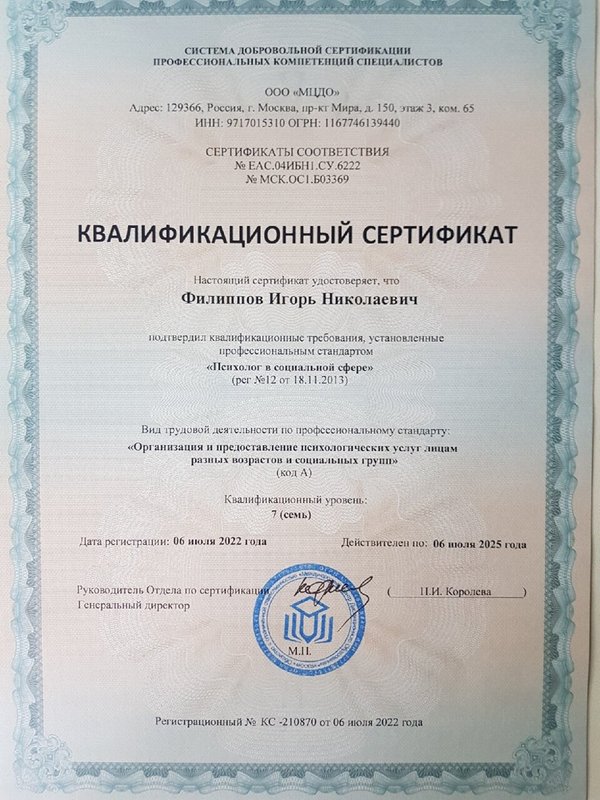 СИСТЕМА ДОБРОВОЛЬНОЙ СЕРТИФИКАЦИИ
ПРОФЕССИОНАЛЬНЫХ КОМПЕТЕНЦИЙ СПЕЦИАЛИСТОВ
ООО «МЦДО»
Адрес: 129366, Россия, г. Москва, пр-кт Мира, д. 150, этаж 3, ком. 65
ИНН: 9717015310 ОГРН: 1167746139440
СЕРТИФИКАТЫ СООТВЕТСТВИЯ
№ ЕАС.04ИБН1.СУ.6222
№ МСК.ОС1.Б03369
КВАЛИФИКАЦИОННЫЙ СЕРТИФИКАТ
Настоящий сертификат удостоверяет, что
Филиппов Игорь Николаевич
подтвердил квалификационные требования, установленные
профессиональным стандартом
«Психолог в социальной сфере»
(рег №12 от 18.11.2013)
Вид трудовой деятельности по профессиональному стандарту:
«Организация и предоставление психологических услуг лицам
разных возрастов и социальных групп»
(код А)
Квалификационный уровень:
7 (семь)
Дата регистрации: 06 июля 2022 года Действителен по: 06 июля 2025 года
Руководитель Отдела по сертификации ( П.И. Королева )
Генеральный директор
М.П.
Регистрационный № КС -210870 от 06 июля 2022 года